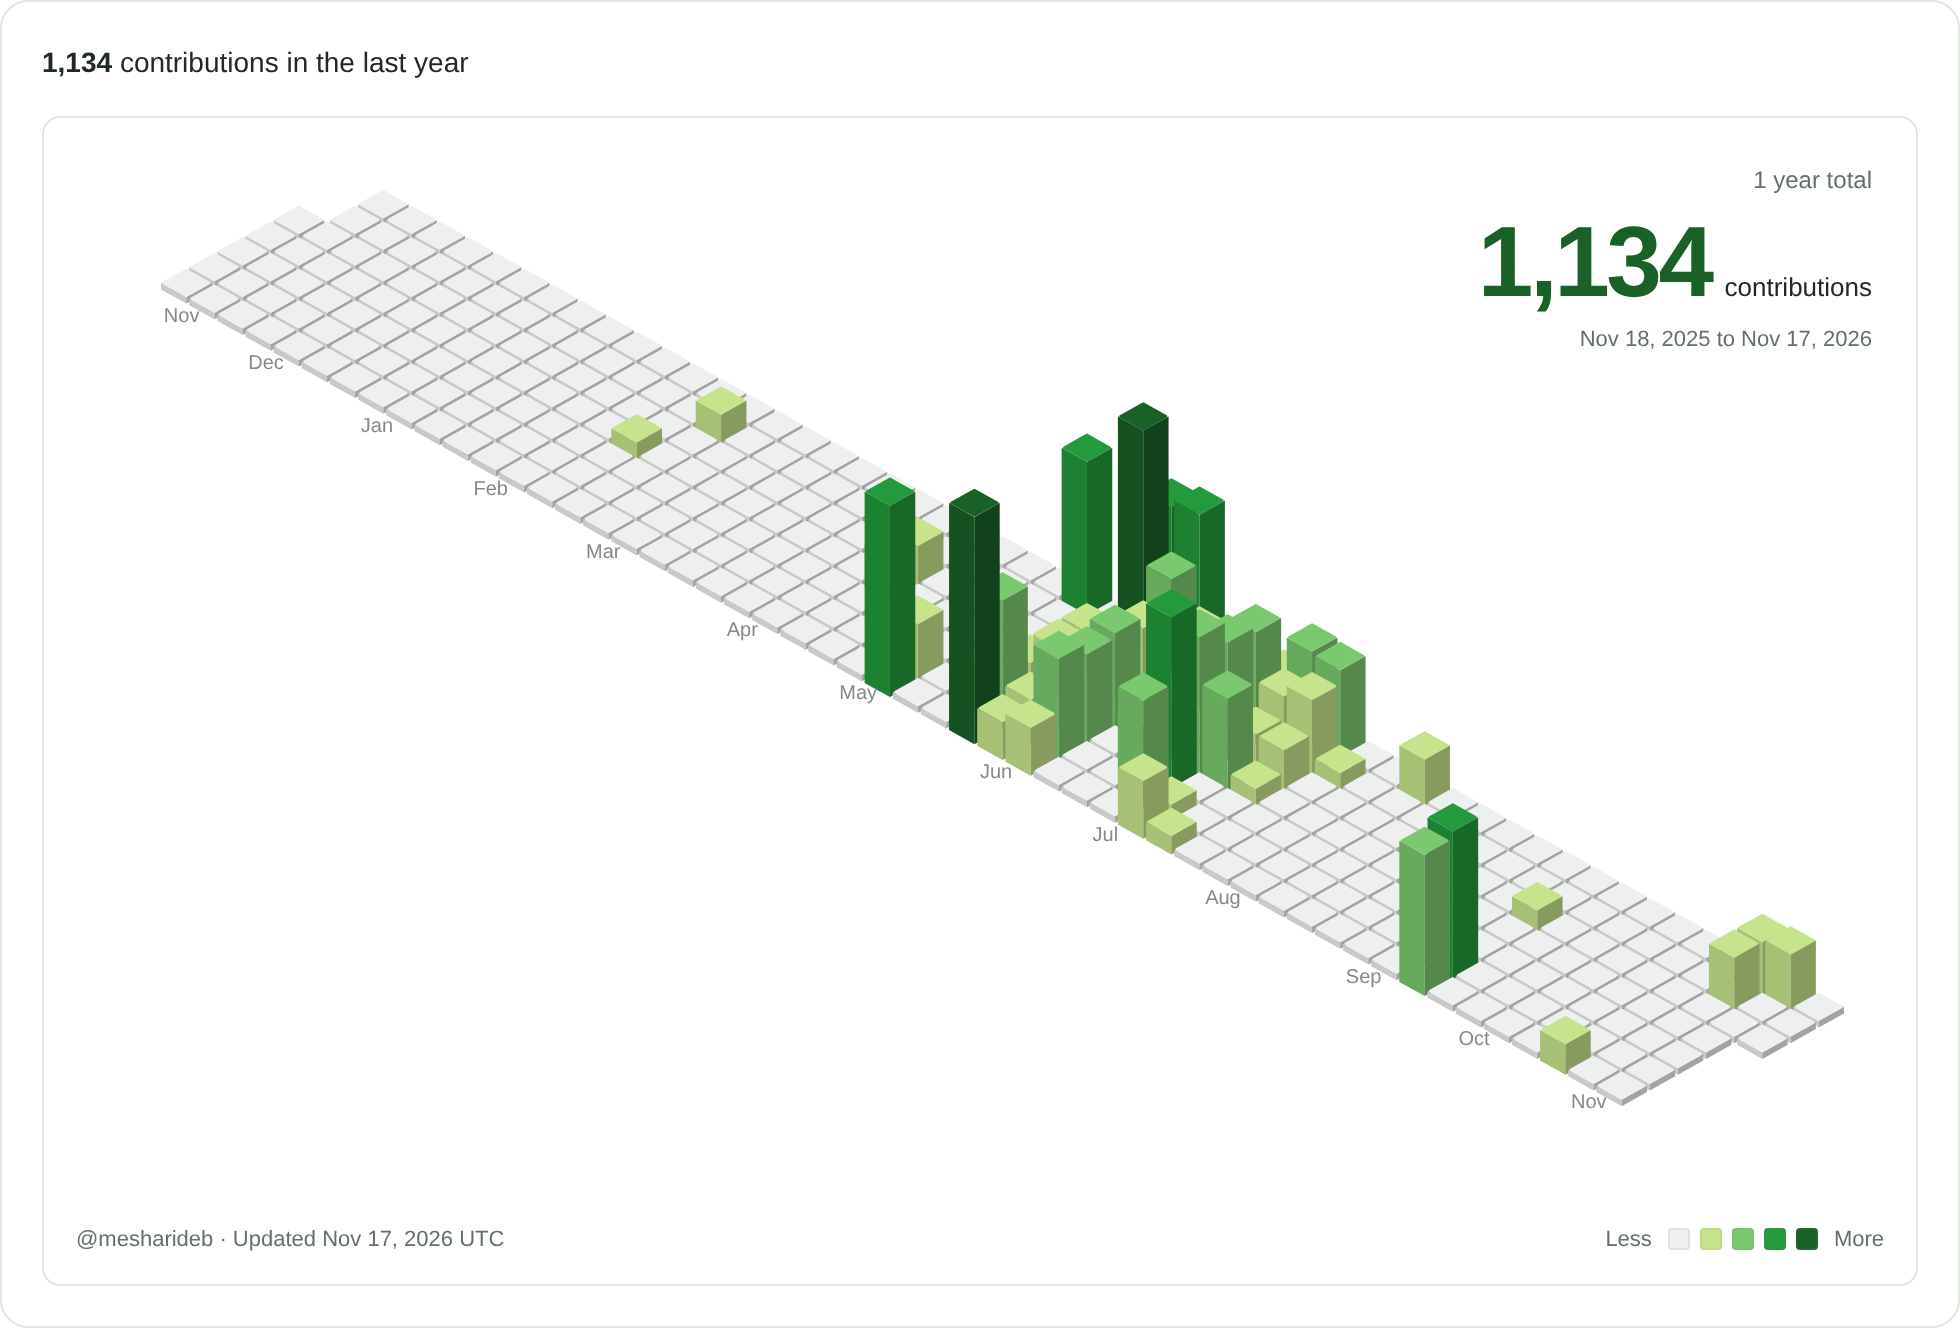 1,134 contributions in the last year
1 year total
1,134 contributions
Nov 18, 2025 to Nov 17, 2026
Nov
Dec
Jan
Feb
Mar
Apr
May
Jun
Jul
Aug
Sep
Oct
Nov
@mesharideb · Updated Nov 17, 2026 UTC
Less More